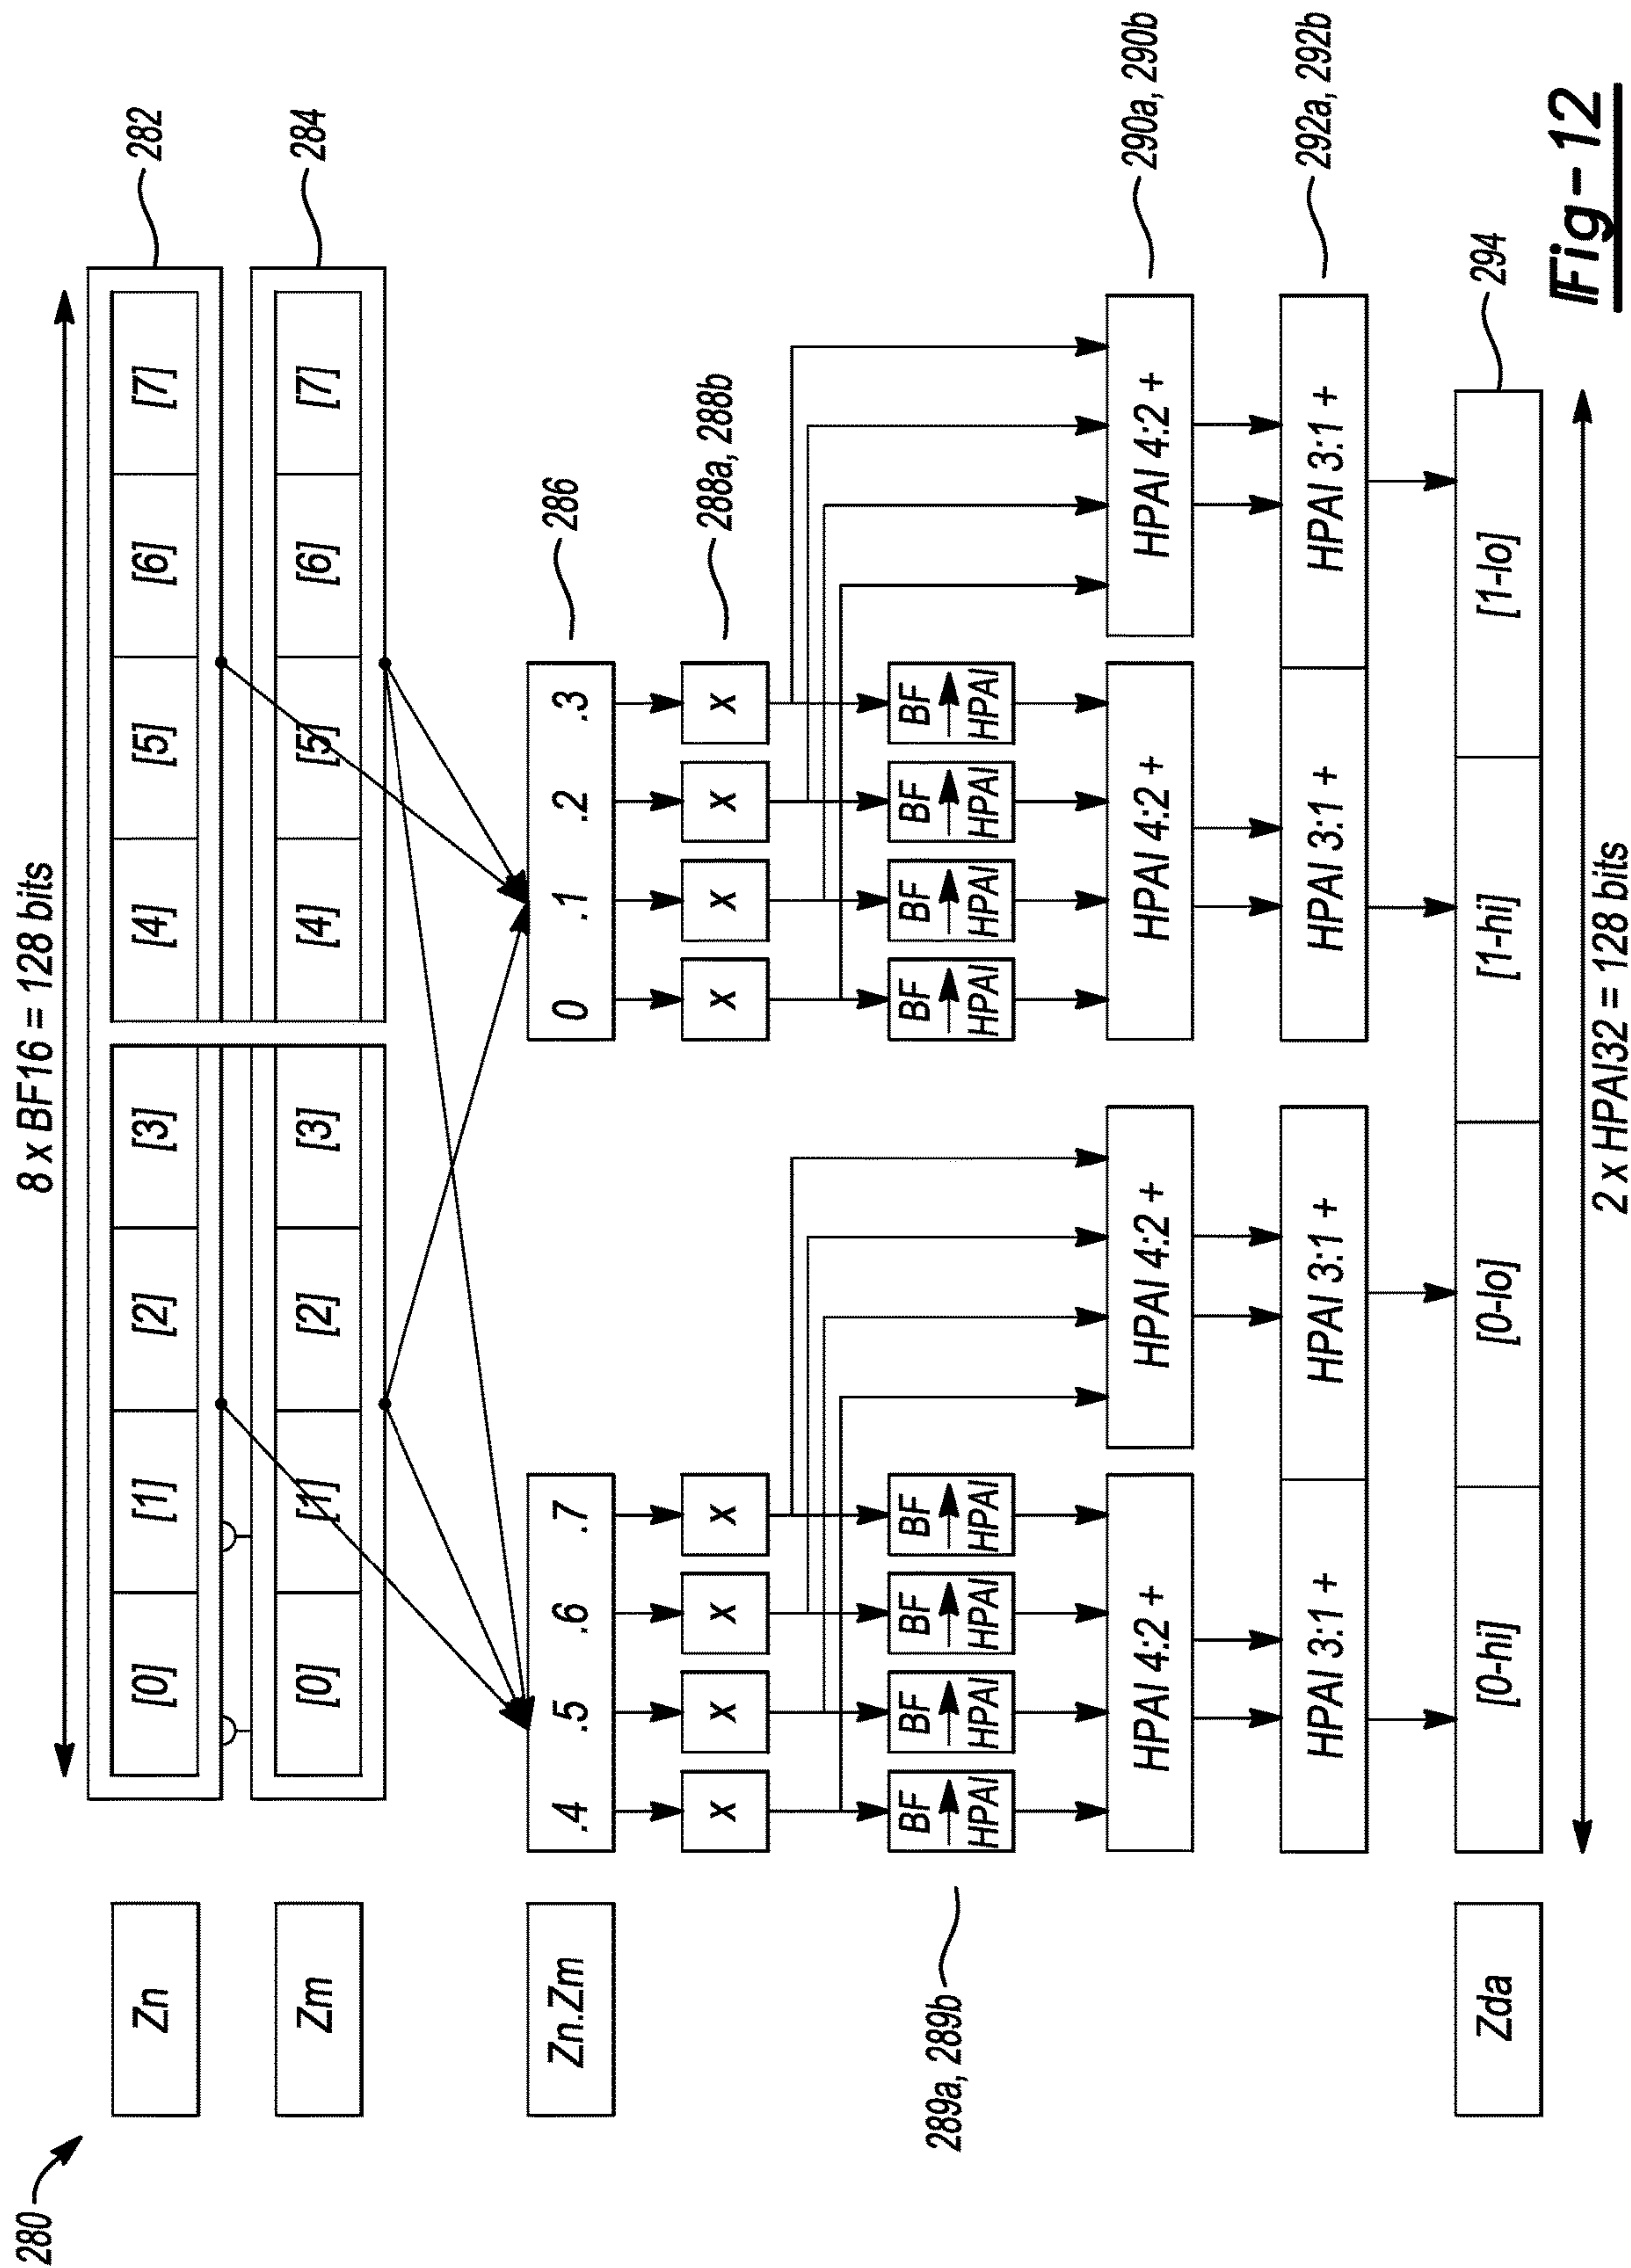 280
8 x BF16 = 128 bits
Zn
[0] [1] [2] [3] [4] [5] [6] [7]
282
Zm
[0] [1] [2] [3] [4] [5] [6] [7]
284
Zn.Zm
.4 .5 .6 .7
0 .1 .2 .3
286
X X X X
X X X X
288a, 288b
289a, 289b
BF BF BF BF
HPAI HPAI HPAI HPAI
BF BF BF BF
HPAI HPAI HPAI HPAI
HPAI 4:2 + HPAI 4:2 + HPAI 4:2 + HPAI 4:2 +
290a, 290b
HPAI 3:1 + HPAI 3:1 + HPAI 3:1 + HPAI 3:1 +
292a, 292b
Zda
[0-hi] [0-lo] [1-hi] [1-lo]
294
2 x HPAI32 = 128 bits
Fig-12